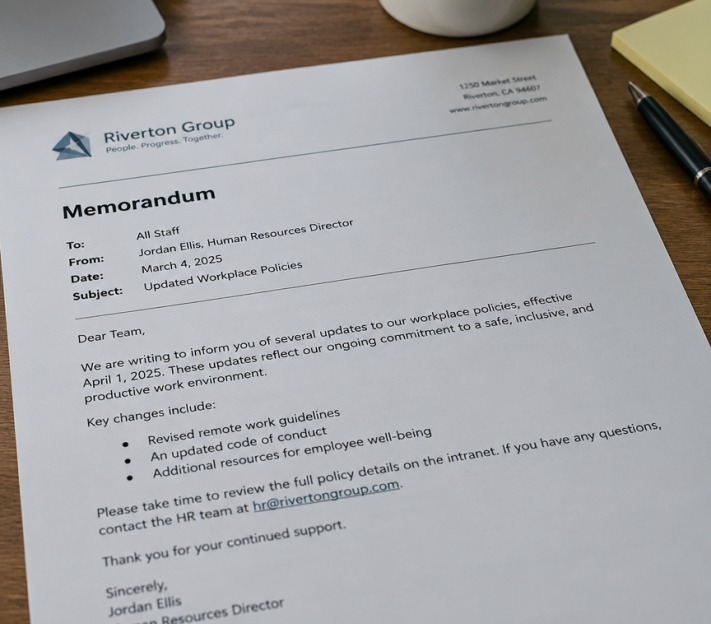 Riverton Group
People. Progress. Together.
1250 Market Street
Riverton, CA 94607
www.rivertongroup.com
Memorandum
To: All Staff
From: Jordan Ellis, Human Resources Director
Date: March 4, 2025
Subject: Updated Workplace Policies
Dear Team,
We are writing to inform you of several updates to our workplace policies, effective
April 1, 2025. These updates reflect our ongoing commitment to a safe, inclusive, and
productive work environment.
Key changes include:
• Revised remote work guidelines
• An updated code of conduct
• Additional resources for employee well-being
Please take time to review the full policy details on the intranet. If you have any questions,
contact the HR team at hr@rivertongroup.com.
Thank you for your continued support.
Sincerely,
Jordan Ellis
Resources Director